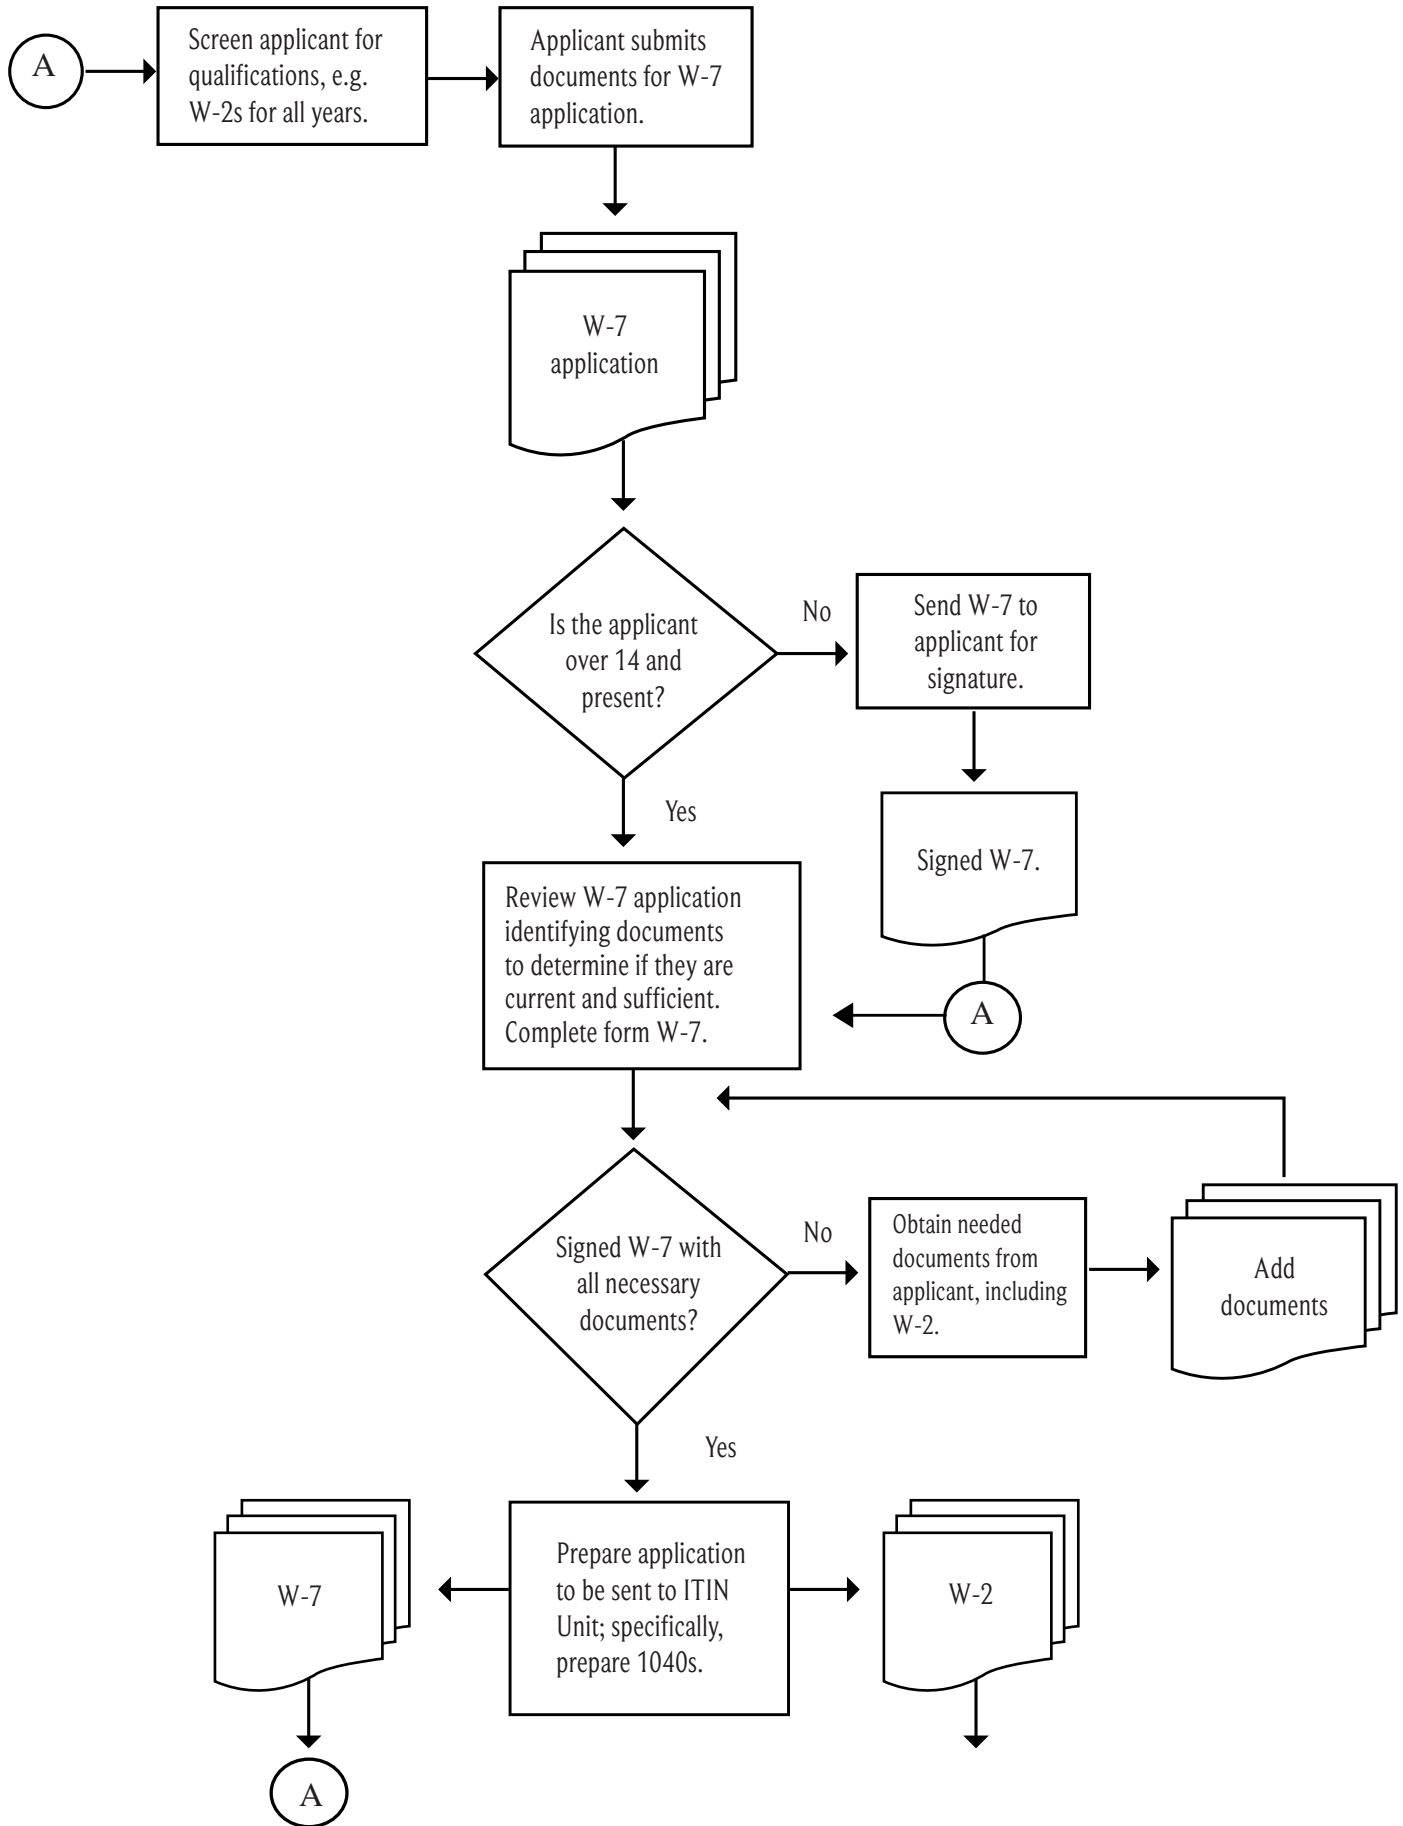 A
Screen applicant for
qualifications, e.g.
W-2s for all years.
Applicant submits
documents for W-7
application.
W-7
application
Is the applicant
over 14 and
present?
No
Send W-7 to
applicant for
signature.
Yes
Signed W-7.
Review W-7 application
identifying documents
to determine if they are
current and sufficient.
Complete form W-7.
A
Signed W-7 with
all necessary
documents?
No
Obtain needed
documents from
applicant, including
W-2.
Add
documents
Yes
W-7
Prepare application
to be sent to ITIN
Unit; specifically,
prepare 1040s.
W-2
A